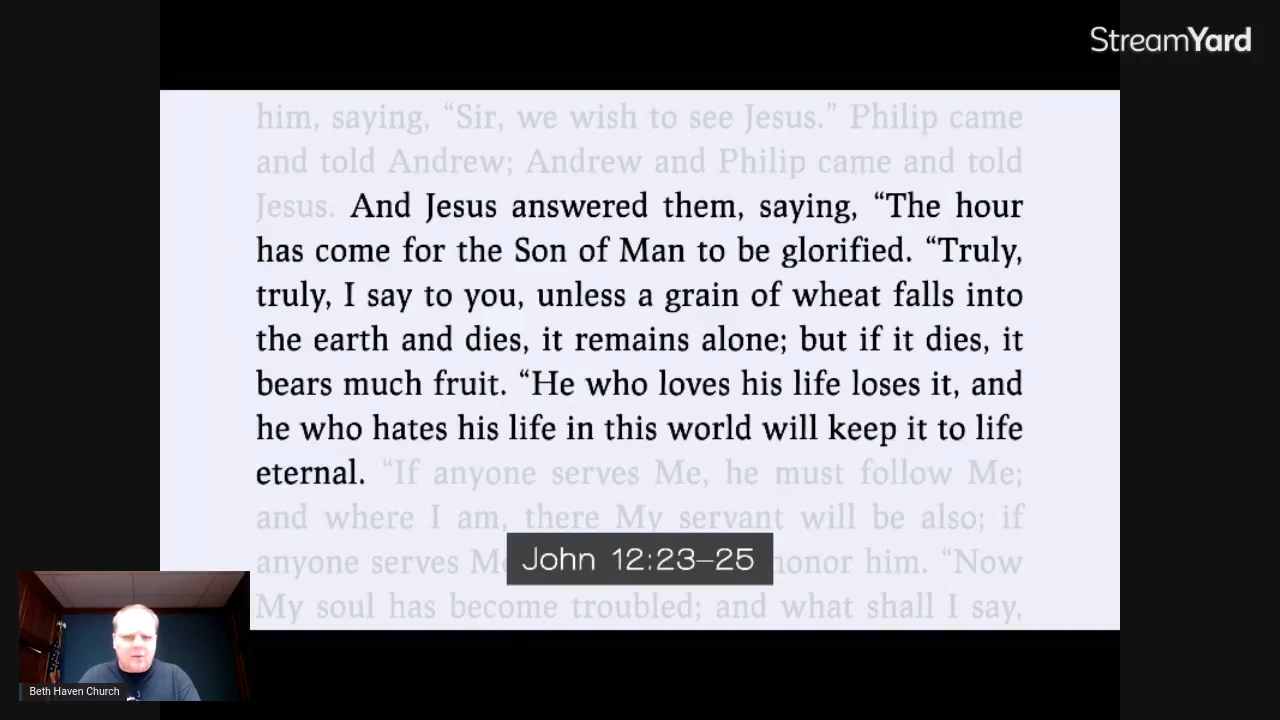 StreamYard
him, saying, “Sir, we wish to see Jesus.” Philip came
and told Andrew; Andrew and Philip came and told
Jesus. And Jesus answered them, saying, “The hour
has come for the Son of Man to be glorified. “Truly,
truly, I say to you, unless a grain of wheat falls into
the earth and dies, it remains alone; but if it dies, it
bears much fruit. “He who loves his life loses it, and
he who hates his life in this world will keep it to life
eternal. “If anyone serves Me, he must follow Me;
and where I am, there My servant will be also; if
anyone serves honor him. “Now
John 12:23–25
My soul has become troubled; and what shall I say,
Beth Haven Church